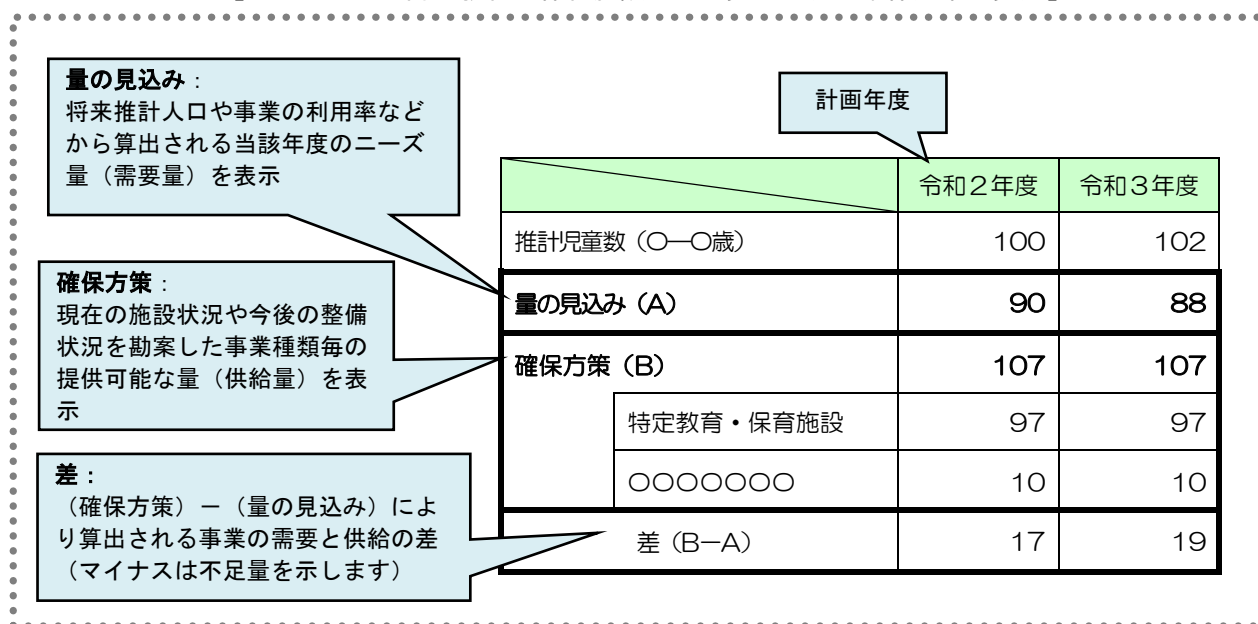 量の見込み：
将来推計人口や事業の利用率など
から算出される当該年度のニーズ
量（需要量）を表示
計画年度
令和２年度 令和３年度
推計児童数（〇―〇歳） 100 102
量の見込み（A） 90 88
確保方策（B） 107 107
特定教育・保育施設 97 97
〇〇〇〇〇〇〇 10 10
差（B－A） 17 19
確保方策：
現在の施設状況や今後の整備
状況を勘案した事業種類毎の
提供可能な量（供給量）を表
示
差：
（確保方策）－（量の見込み）によ
り算出される事業の需要と供給の差
（マイナスは不足量を示します）